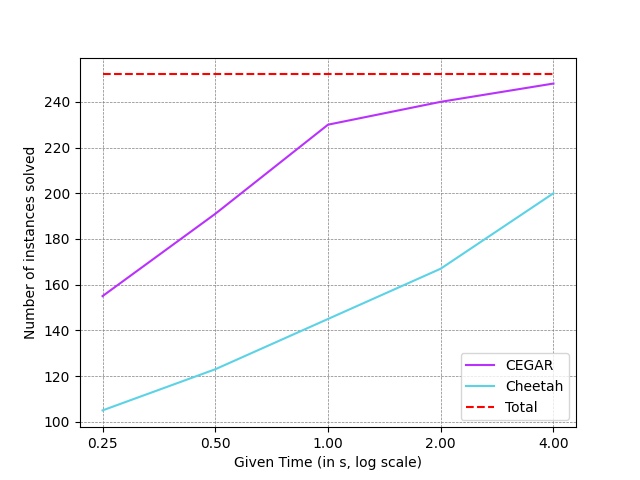 240
220
200
180
160
140
120
100
Number of instances solved
CEGAR
Cheetah
Total
0.25 0.50 1.00 2.00 4.00
Given Time (in s, log scale)